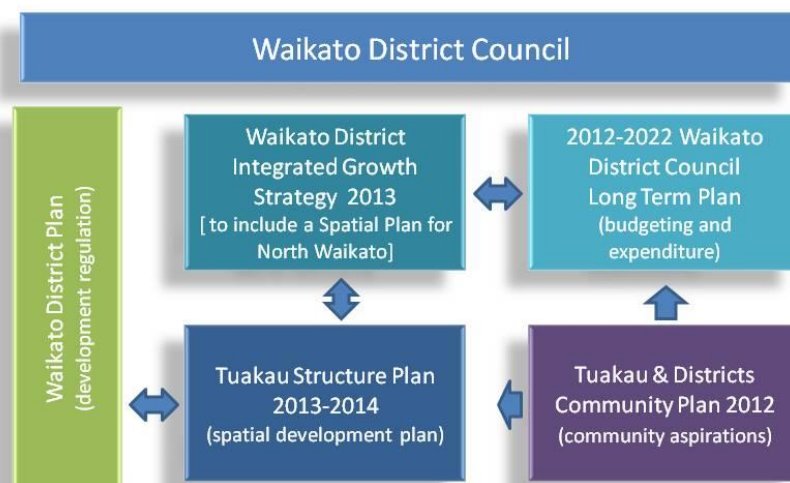 Waikato District Council
Waikato District Plan
(development regulation)
Waikato District
Integrated Growth
Strategy 2013
[ to include a Spatial Plan for
North Waikato]
2012-2022 Waikato
District Council
Long Term Plan
(budgeting and
expenditure)
Tuakau Structure Plan
2013-2014
(spatial development plan)
Tuakau & Districts
Community Plan 2012
(community aspirations)